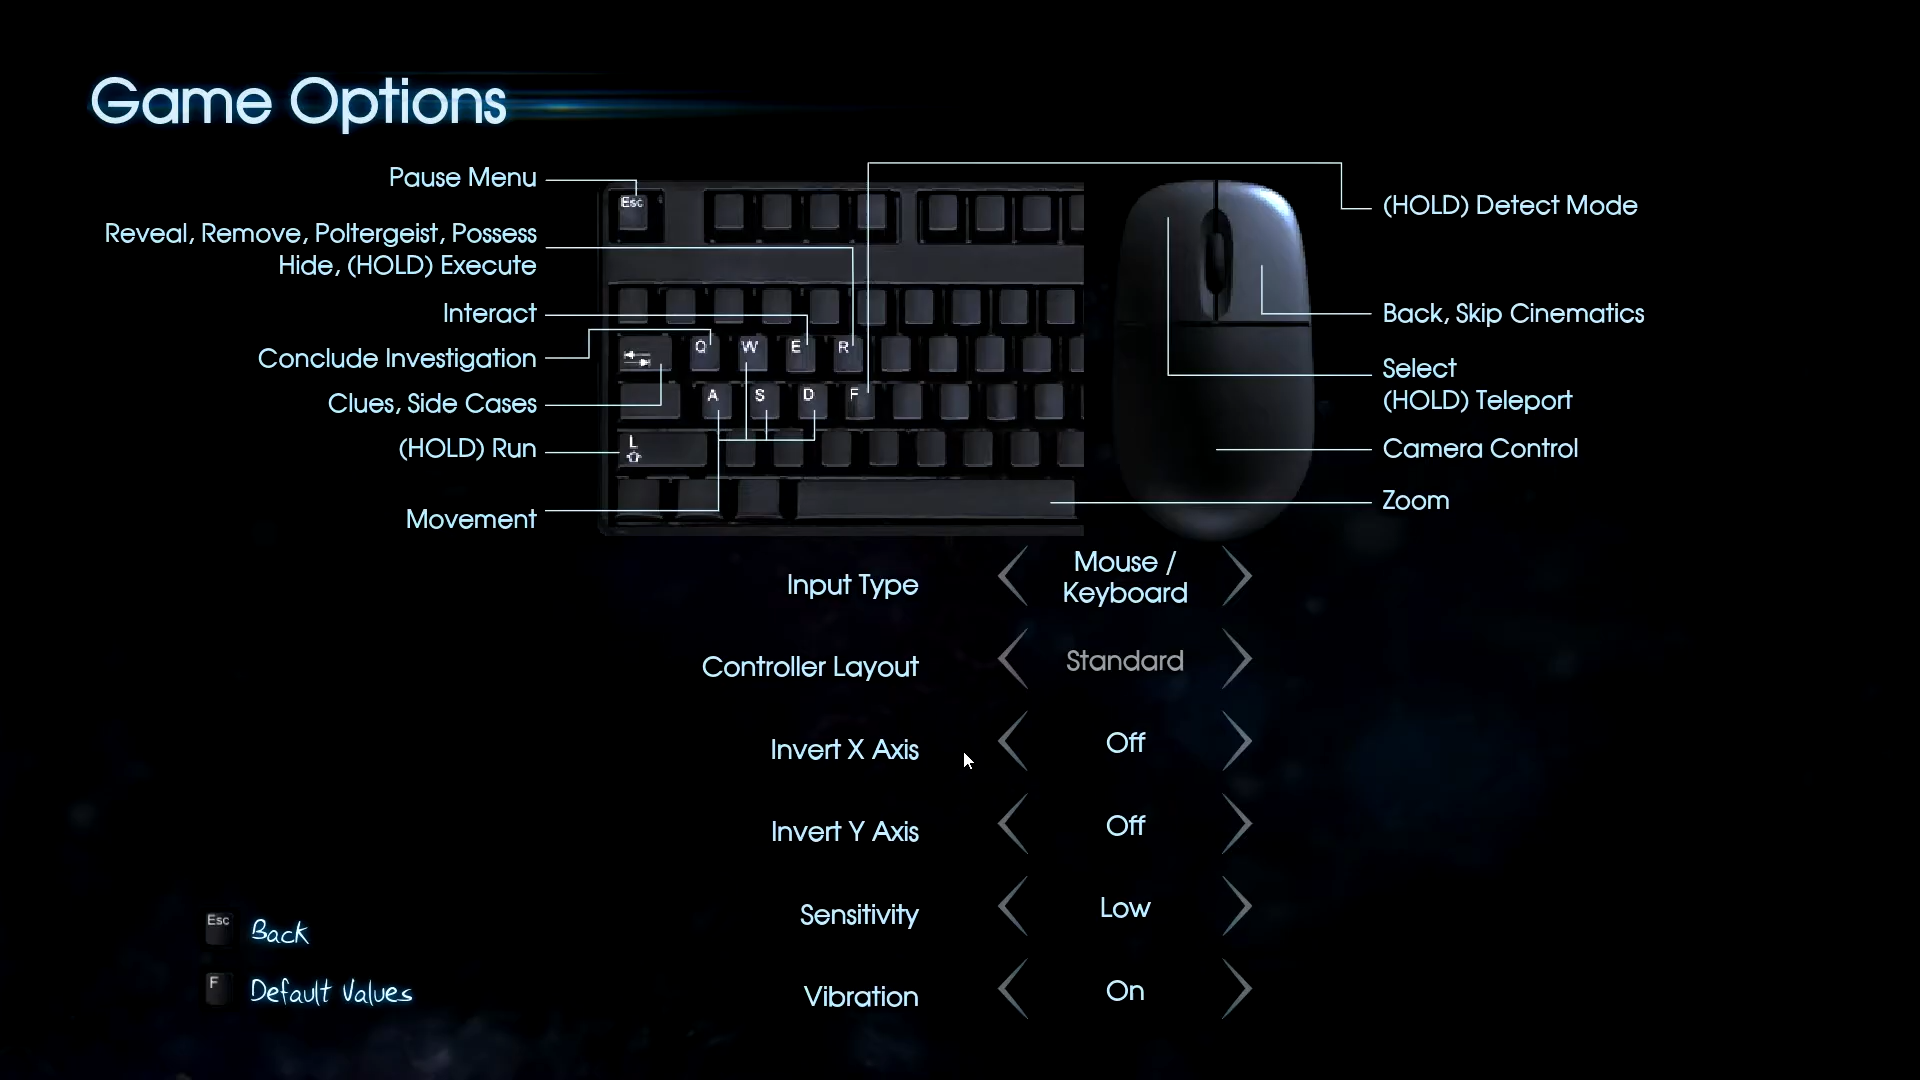 Game Options
Pause Menu
Reveal, Remove, Poltergeist, Possess
Hide, (HOLD) Execute
Interact
Conclude Investigation
Clues, Side Cases
(HOLD) Run
Movement
Esc
Q W E R
A S D F
L
(HOLD) Detect Mode
Back, Skip Cinematics
Select
(HOLD) Teleport
Camera Control
Zoom
Input Type
Mouse /
Keyboard
Controller Layout Standard
Invert X Axis Off
Invert Y Axis Off
Sensitivity Low
Vibration On
Esc Back
F Default Values